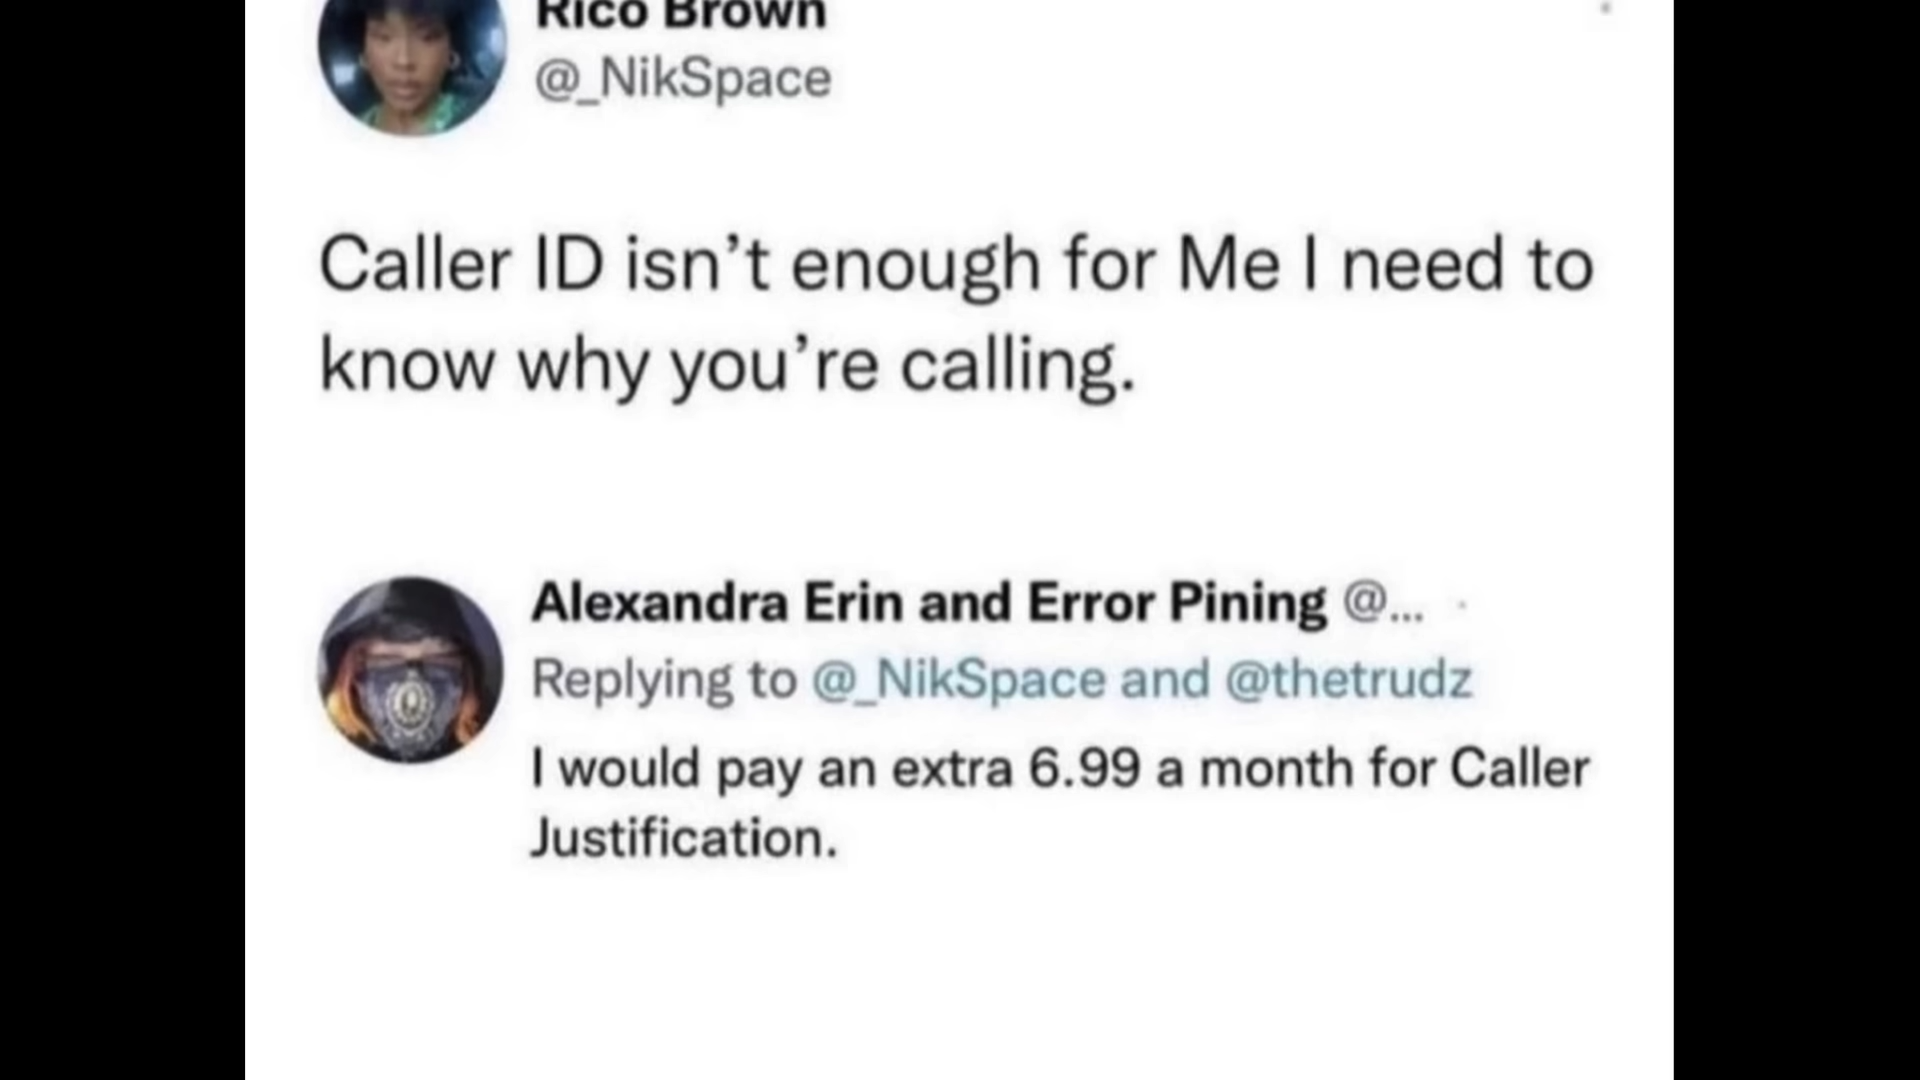 Rico Brown
@_NikSpace
Caller ID isn’t enough for Me I need to
know why you’re calling.
Alexandra Erin and Error Pining @... ·
Replying to @_NikSpace and @thetrudz
I would pay an extra 6.99 a month for Caller
Justification.